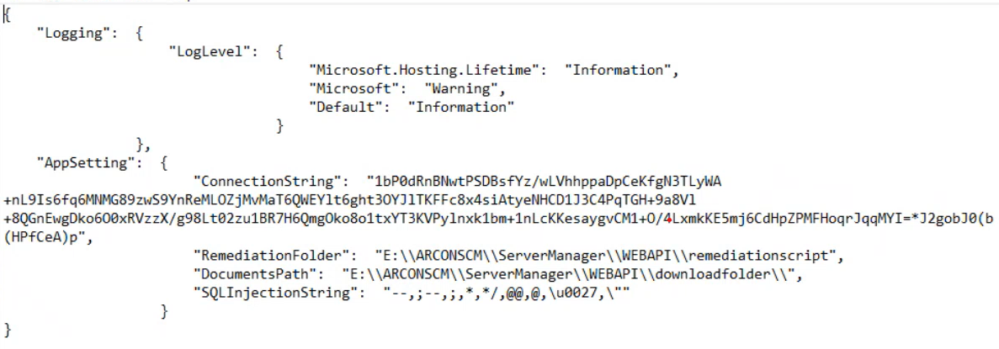 {
"Logging": {
"LogLevel": {
"Microsoft.Hosting.Lifetime": "Information",
"Microsoft": "Warning",
"Default": "Information"
}
},
"AppSetting": {
"ConnectionString": "1bP0dRnBNwtPSDBsfYz/wLVhhppaDpCeKfgN3TLyWA
+nL9Is6fq6MNMG89zwS9YnReMLOZjMvMaT6QWEYlt6ght3OYJlTKFFc8x4siAtyeNHCD1J3C4PqTGH+9a8Vl
+8QGnEwgDko6O0xRVzzX/g98Lt02zu1BR7H6QmgOko8o1txYT3KVPylnxk1bm+1nLcKKesaygvCM1+O/4LxmkKE5mj6CdHpZPMFHoqrJqqMYI=*J2gobJ0(b
(HPfCeA)p",
"RemediationFolder": "E:\\ARCONSCM\\ServerManager\\WEBAPI\\remediationscript",
"DocumentsPath": "E:\\ARCONSCM\\ServerManager\\WEBAPI\\downloadfolder\\",
"SQLInjectionString": "--,;--,;,*,*/,@@,@,\u0027,\""
}
}